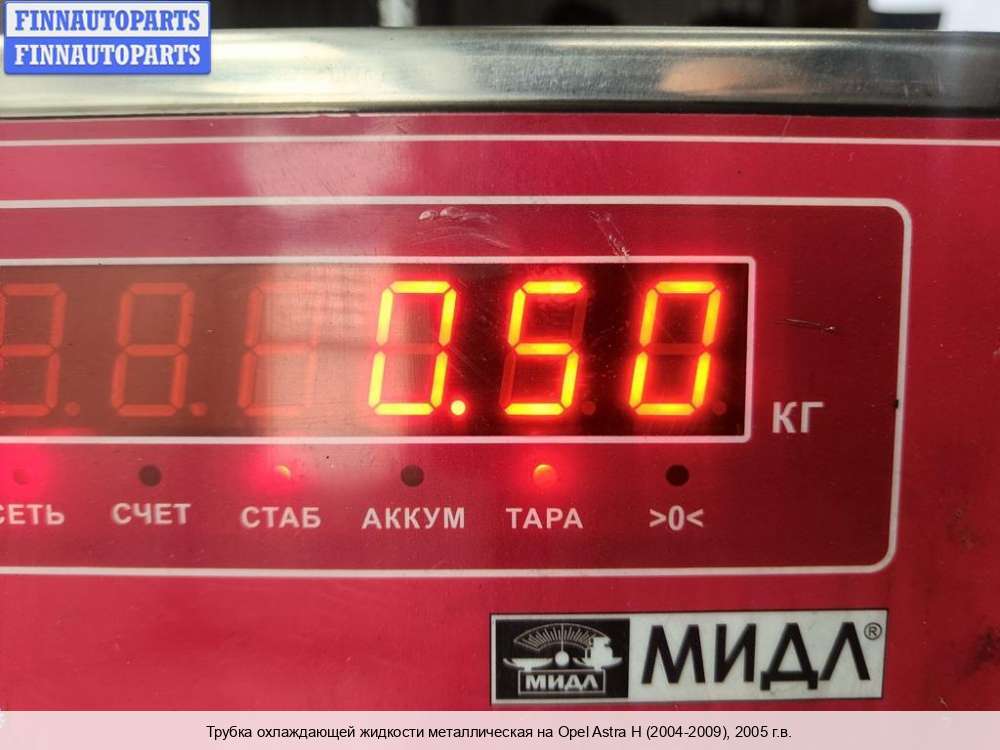 FINNAUTOPARTS
FINNAUTOPARTS
0.50
КГ
СЕТЬ СЧЕТ СТАБ АККУМ ТАРА >0<
МИДЛ МИДЛ®
Трубка охлаждающей жидкости металлическая на Opel Astra H (2004-2009), 2005 г.в.